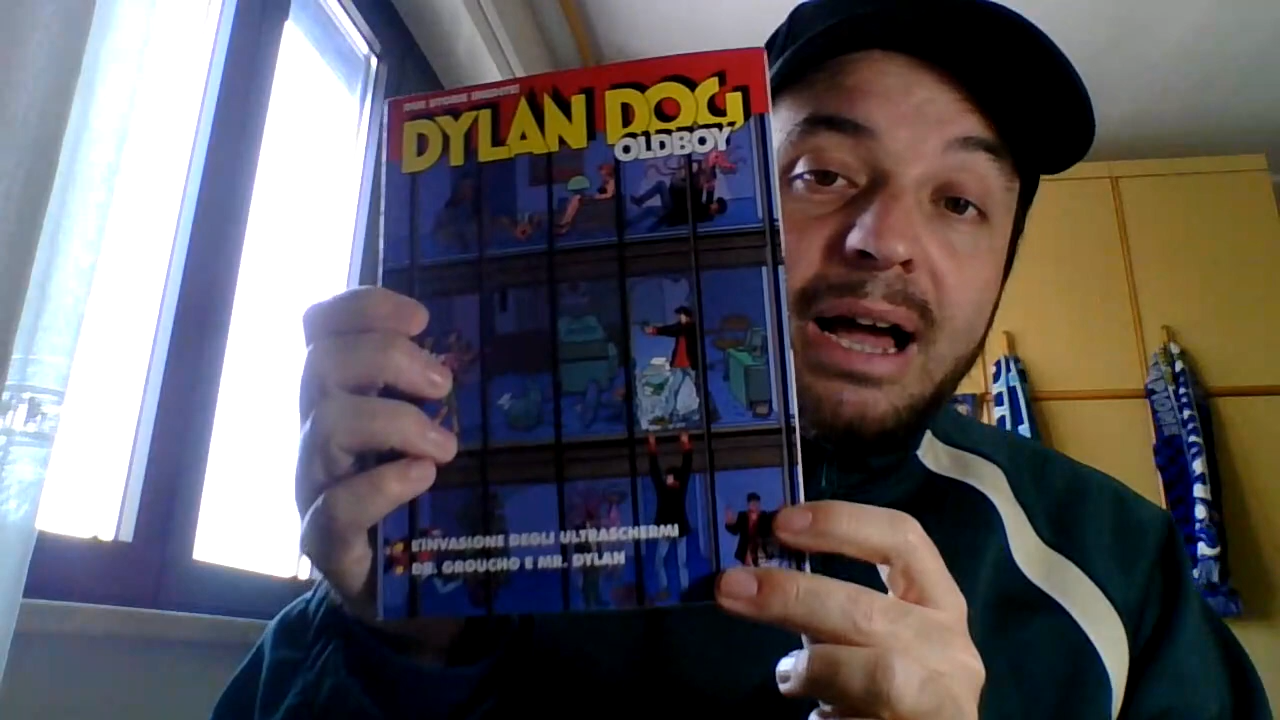 DUE STORIE INEDITE!
DYLAN DOG
OLDBOY
L'INVASIONE DEGLI ULTRASCHERMI
DR. GROUCHO E MR. DYLAN